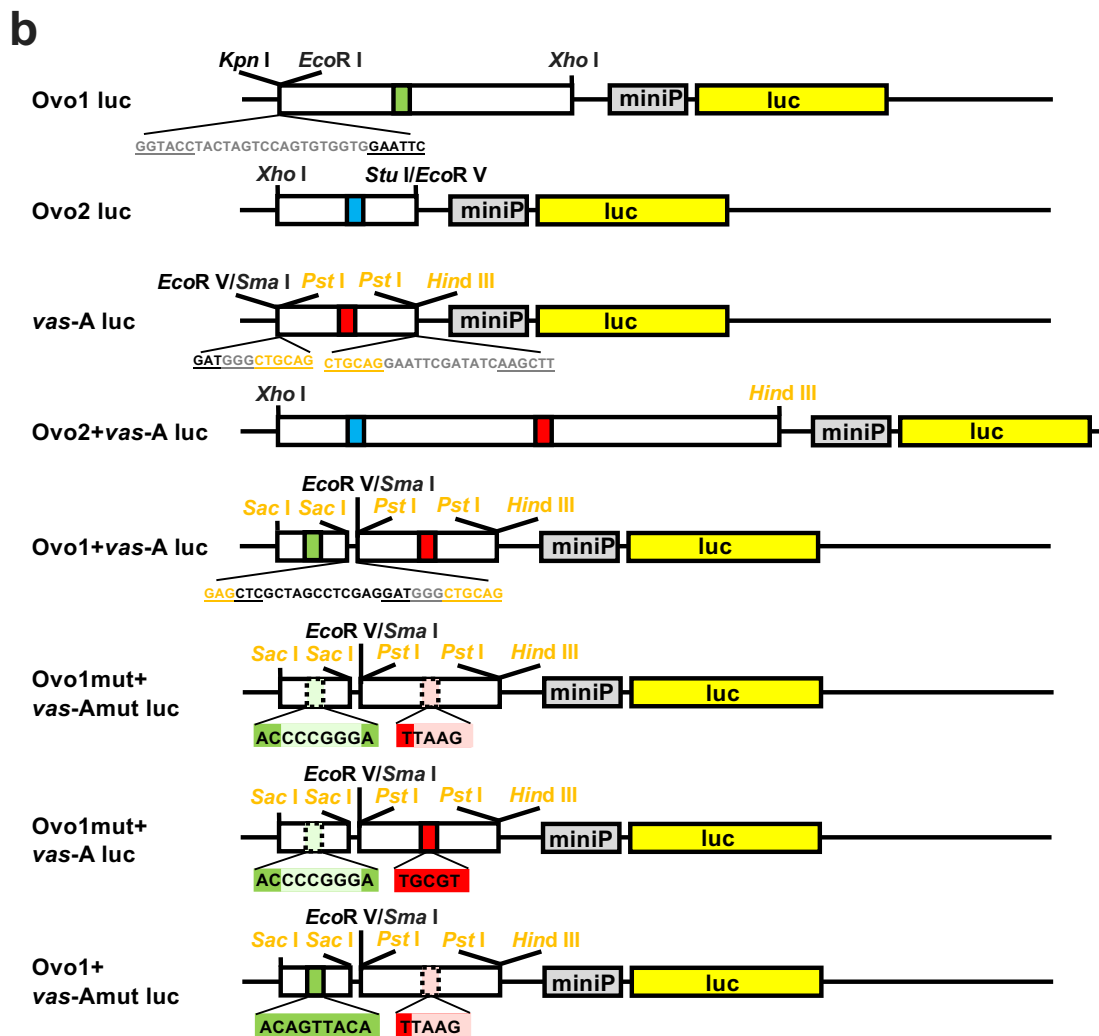 b
Kpn I EcoR I Xho I
Ovo1 luc miniP luc
GGTACCTACTAGTCCAGTGTGGTGGAATTC
Xho I Stu I/EcoR V
Ovo2 luc miniP luc
EcoR V/Sma I Pst I Pst I Hind III
vas-A luc miniP luc
GATGGGCTGCAG CTGCAGGAATTCGATATCAAGCTT
Xho I Hind III
Ovo2+vas-A luc miniP luc
EcoR V/Sma I
Sac I Sac I Pst I Pst I Hind III
Ovo1+vas-A luc miniP luc
GAGCTCGCTAGCCTCGAGGATGGGCTGCAG
EcoR V/Sma I
Sac I Sac I Pst I Pst I Hind III
Ovo1mut+
vas-Amut luc miniP luc
ACCCCGGGA TTAAG
EcoR V/Sma I
Sac I Sac I Pst I Pst I Hind III
Ovo1mut+
vas-A luc miniP luc
ACCCCGGGA TGCGT
EcoR V/Sma I
Sac I Sac I Pst I Pst I Hind III
Ovo1+
vas-Amut luc miniP luc
ACAGTTACA TTAAG